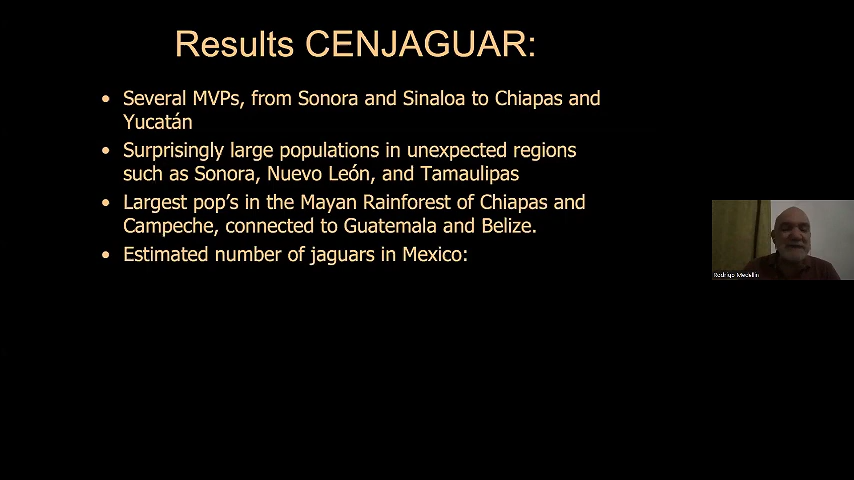 Results CENJAGUAR:
• Several MVPs, from Sonora and Sinaloa to Chiapas and
Yucatán
• Surprisingly large populations in unexpected regions
such as Sonora, Nuevo León, and Tamaulipas
• Largest pop's in the Mayan Rainforest of Chiapas and
Campeche, connected to Guatemala and Belize.
• Estimated number of jaguars in Mexico:
Rodrigo Medellín